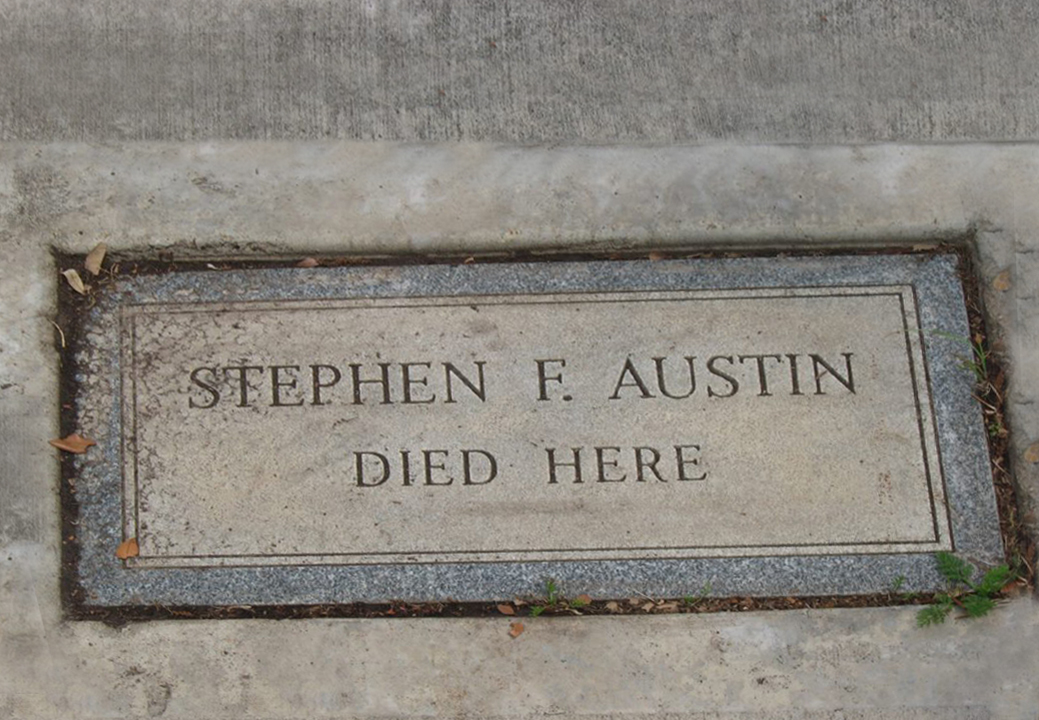 STEPHEN F. AUSTIN
DIED HERE